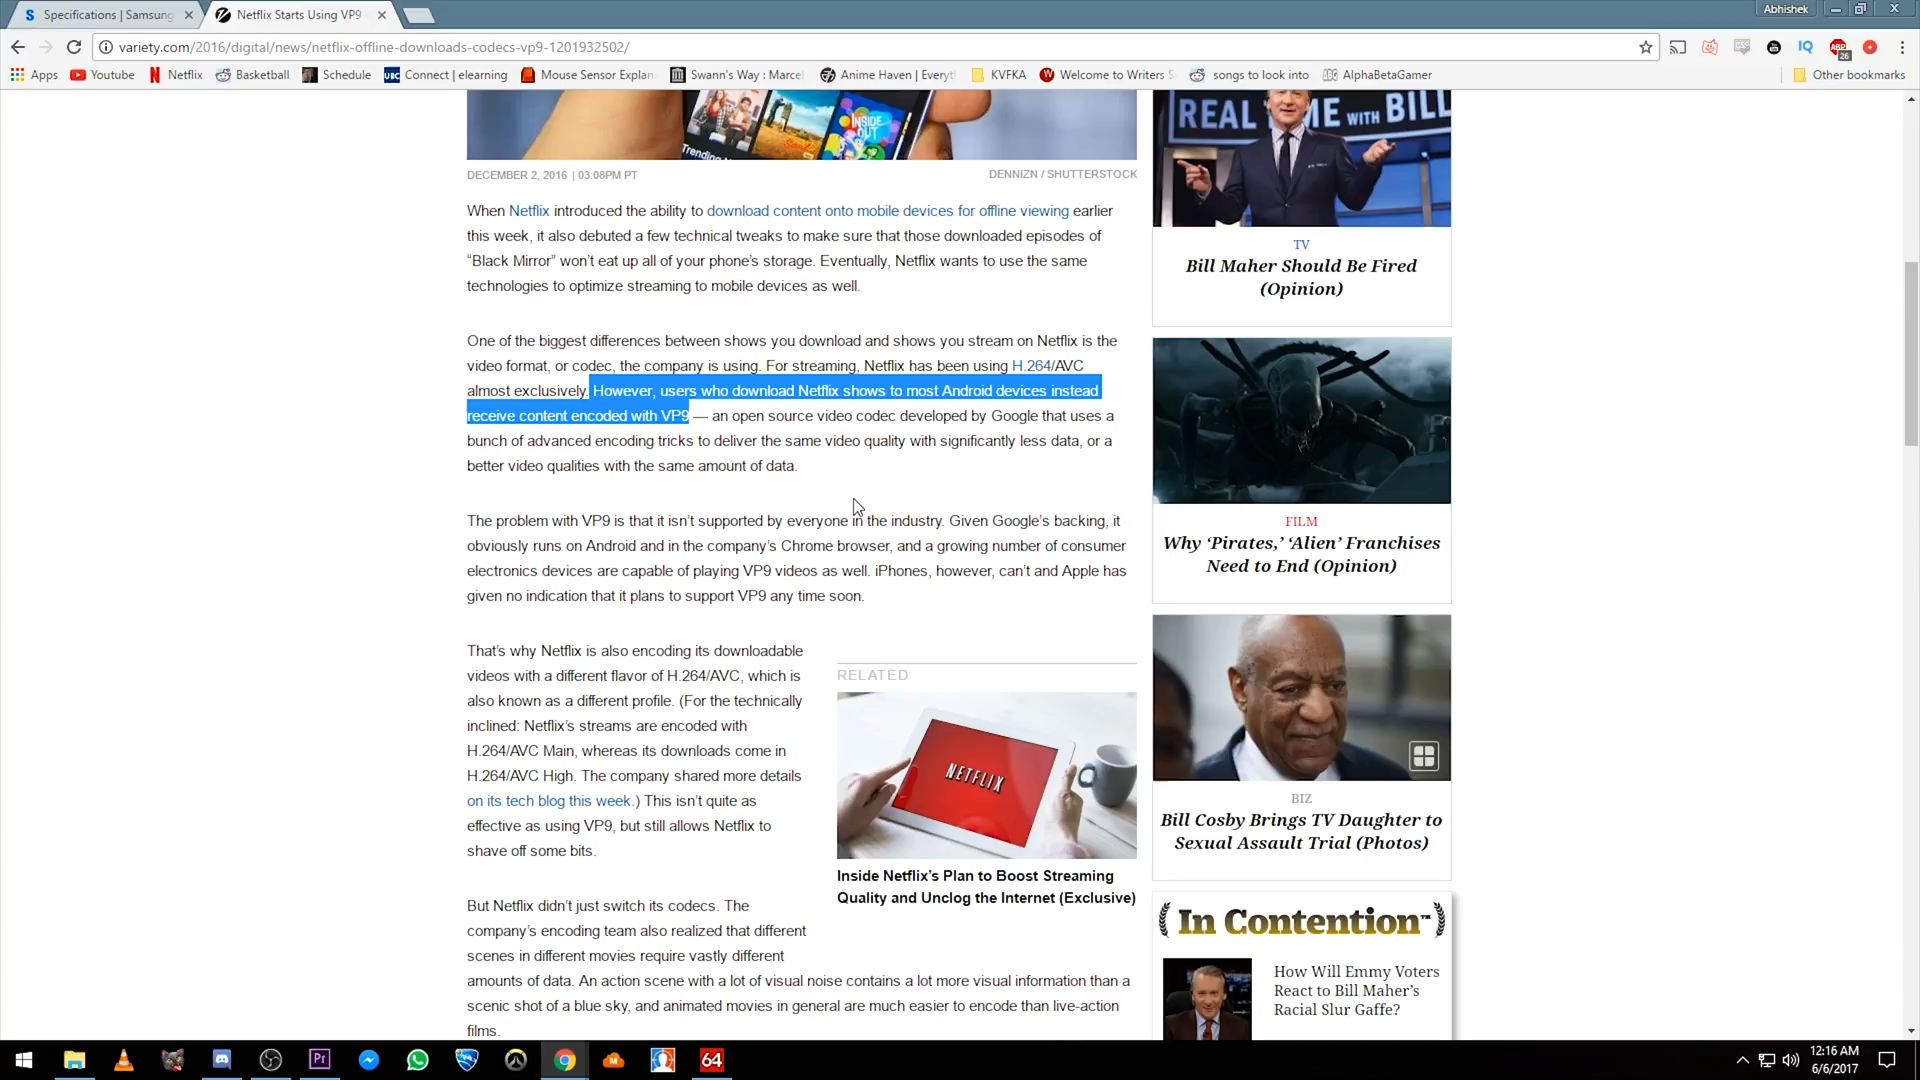 Specifications | Samsung
Netflix Starts Using VP9
Abhishek
variety.com/2016/digital/news/netflix-offline-downloads-codecs-vp9-1201932502/
IQ
ABP
26
Apps
Youtube
Netflix
Basketball
Schedule
UBC
Connect | elearning
Mouse Sensor Explan
Swann's Way : Marcel
Anime Haven | Everyt
KVFKA
Welcome to Writers S
songs to look into
AlphaBetaGamer
Other bookmarks
Trending N
INSIDE
OUT
REAL TIME WITH BILL
DECEMBER 2, 2016 | 03:08PM PT
DENNIZN / SHUTTERSTOCK
When Netflix introduced the ability to download content onto mobile devices for offline viewing earlier
this week, it also debuted a few technical tweaks to make sure that those downloaded episodes of
“Black Mirror” won’t eat up all of your phone’s storage. Eventually, Netflix wants to use the same
technologies to optimize streaming to mobile devices as well.
One of the biggest differences between shows you download and shows you stream on Netflix is the
video format, or codec, the company is using. For streaming, Netflix has been using H.264/AVC
almost exclusively. However, users who download Netflix shows to most Android devices instead
receive content encoded with VP9 — an open source video codec developed by Google that uses a
bunch of advanced encoding tricks to deliver the same video quality with significantly less data, or a
better video qualities with the same amount of data.
The problem with VP9 is that it isn’t supported by everyone in the industry. Given Google’s backing, it
obviously runs on Android and in the company’s Chrome browser, and a growing number of consumer
electronics devices are capable of playing VP9 videos as well. iPhones, however, can’t and Apple has
given no indication that it plans to support VP9 any time soon.
That’s why Netflix is also encoding its downloadable
videos with a different flavor of H.264/AVC, which is
also known as a different profile. (For the technically
inclined: Netflix’s streams are encoded with
H.264/AVC Main, whereas its downloads come in
H.264/AVC High. The company shared more details
on its tech blog this week.) This isn’t quite as
effective as using VP9, but still allows Netflix to
shave off some bits.
RELATED
NETFLIX
Inside Netflix’s Plan to Boost Streaming
Quality and Unclog the Internet (Exclusive)
But Netflix didn’t just switch its codecs. The
company’s encoding team also realized that different
scenes in different movies require vastly different
amounts of data. An action scene with a lot of visual noise contains a lot more visual information than a
scenic shot of a blue sky, and animated movies in general are much easier to encode than live-action
films.
TV
Bill Maher Should Be Fired
(Opinion)
FILM
Why ‘Pirates,’ ‘Alien’ Franchises
Need to End (Opinion)
BIZ
Bill Cosby Brings TV Daughter to
Sexual Assault Trial (Photos)
In Contention™
How Will Emmy Voters
React to Bill Maher’s
Racial Slur Gaffe?
Pr
64
12:16 AM
6/6/2017